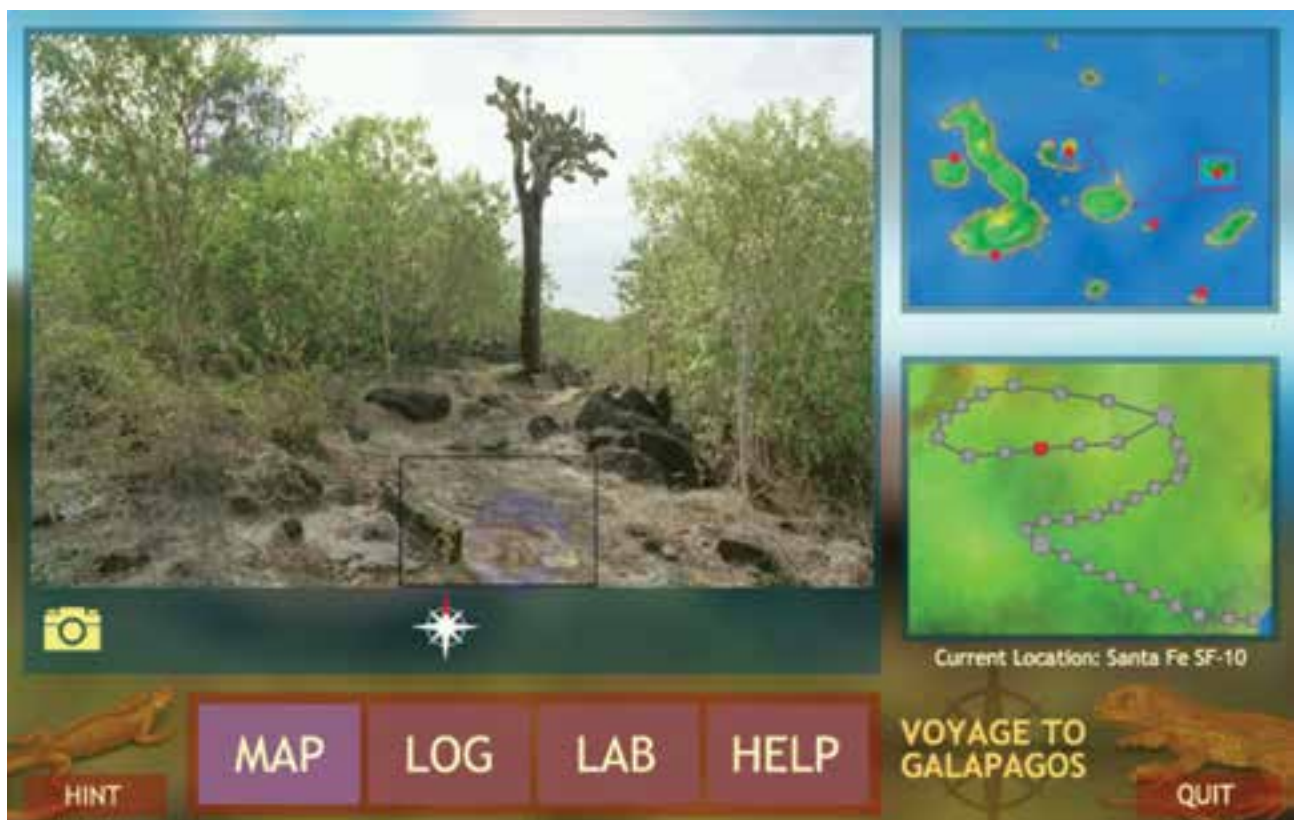 Current Location: Santa Fe SF-10
HINT
MAP
LOG
LAB
HELP
VOYAGE TO
GALAPAGOS
QUIT